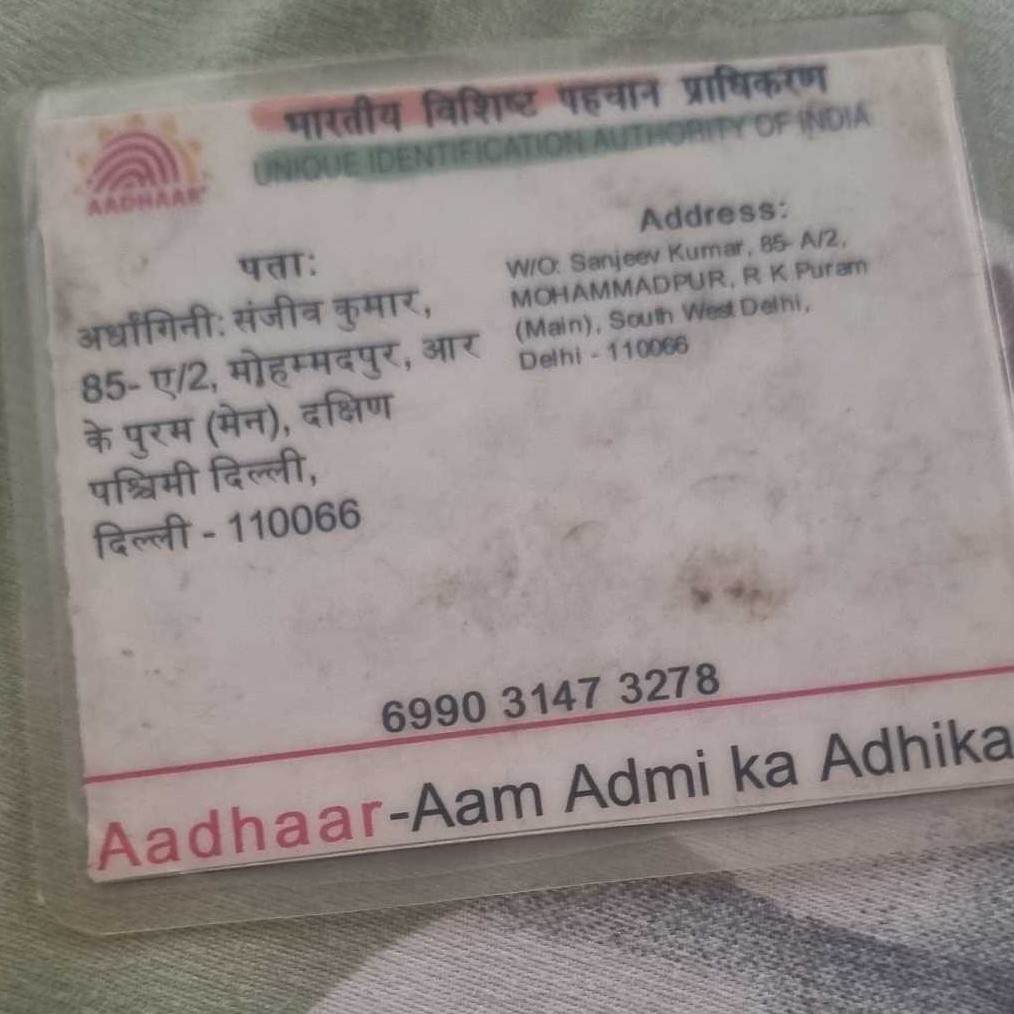 भारतीय विशिष्ट पहचान प्राधिकरण
UNIQUE IDENTIFICATION AUTHORITY OF INDIA
AADHAAR
पता:
अर्धांगिनी: संजीव कुमार,
85- ए/2, मोहम्मदपुर, आर
के पुरम (मेन), दक्षिण
पश्चिमी दिल्ली,
दिल्ली - 110066
Address:
W/O: Sanjeev Kumar, 85- A/2,
MOHAMMADPUR, R K Puram
(Main), South West Delhi,
Delhi - 110066
6990 3147 3278
Aadhaar-Aam Admi ka Adhika